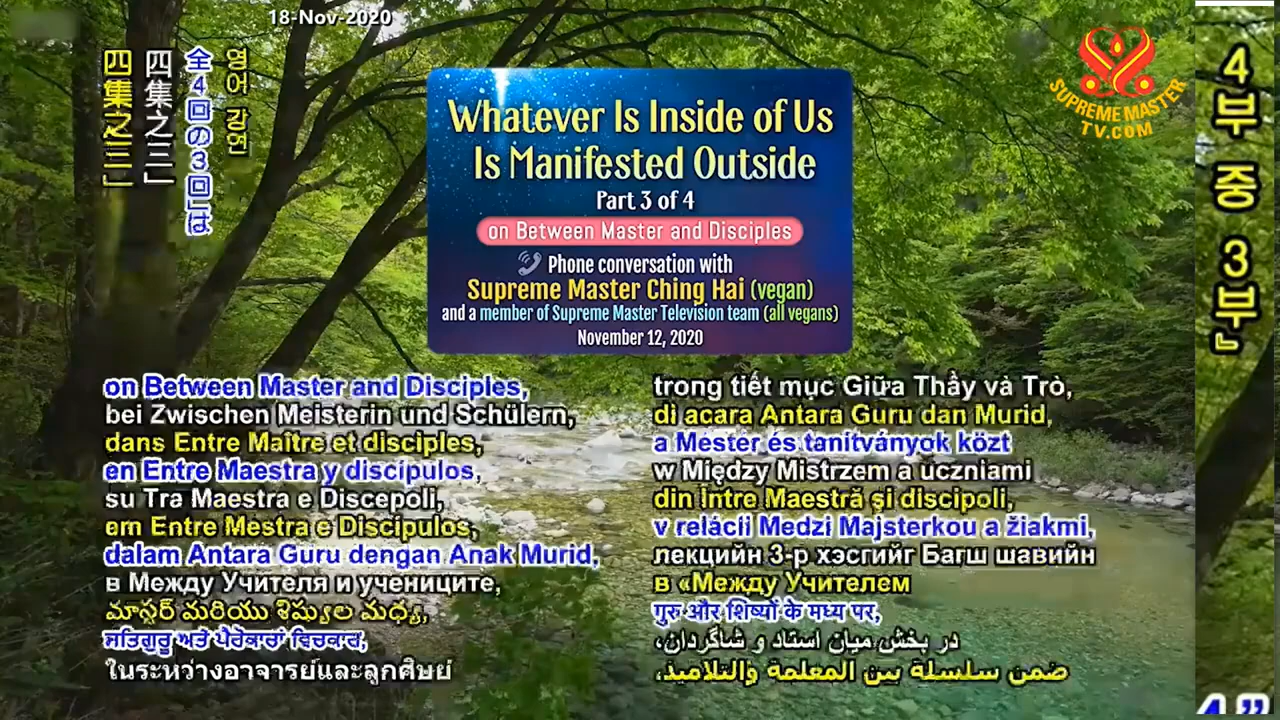 18-Nov-2020
영어 강의
全4回の3回は
四集之三」
四集之三」
SUPREME MASTER
TV.COM
Whatever Is Inside of Us
Is Manifested Outside
Part 3 of 4
on Between Master and Disciples
Phone conversation with
Supreme Master Ching Hai (vegan)
and a member of Supreme Master Television team (all vegans)
November 12, 2020
4부 중 3부』
on Between Master and Disciples,
bei Zwischen Meisterin und Schülern,
dans Entre Maître et disciples,
en Entre Maestra y discípulos,
su Tra Maestra e Discepoli,
em Entre Mestra e Discípulos,
dalam Antara Guru dengan Anak Murid,
в Между Учителя и учениците,
మాస్టర్ మరియు శిష్యుల మధ్య,
ਸਤਿਗੁਰੂ ਅਤੇ ਪੈਰੋਕਾਰਾਂ ਵਿਚਕਾਰ,
ในระหว่างอาจารย์และลูกศิษย์
trong tiết mục Giữa Thầy và Trò,
di acara Antara Guru dan Murid,
a Mester és tanítványok közt
w Między Mistrzem a uczniami
din Între Maestră și discipoli,
v relácii Medzi Majsterkou a žiakmi,
лекцийн 3-р хэсгийг Багш шавийн
в «Между Учителем
गुरु और शिष्यों के मध्य पर,
در بخش میان استاد و شاگردان،
ضمن سلسلة بين المعلمة والتلاميذ،
4”